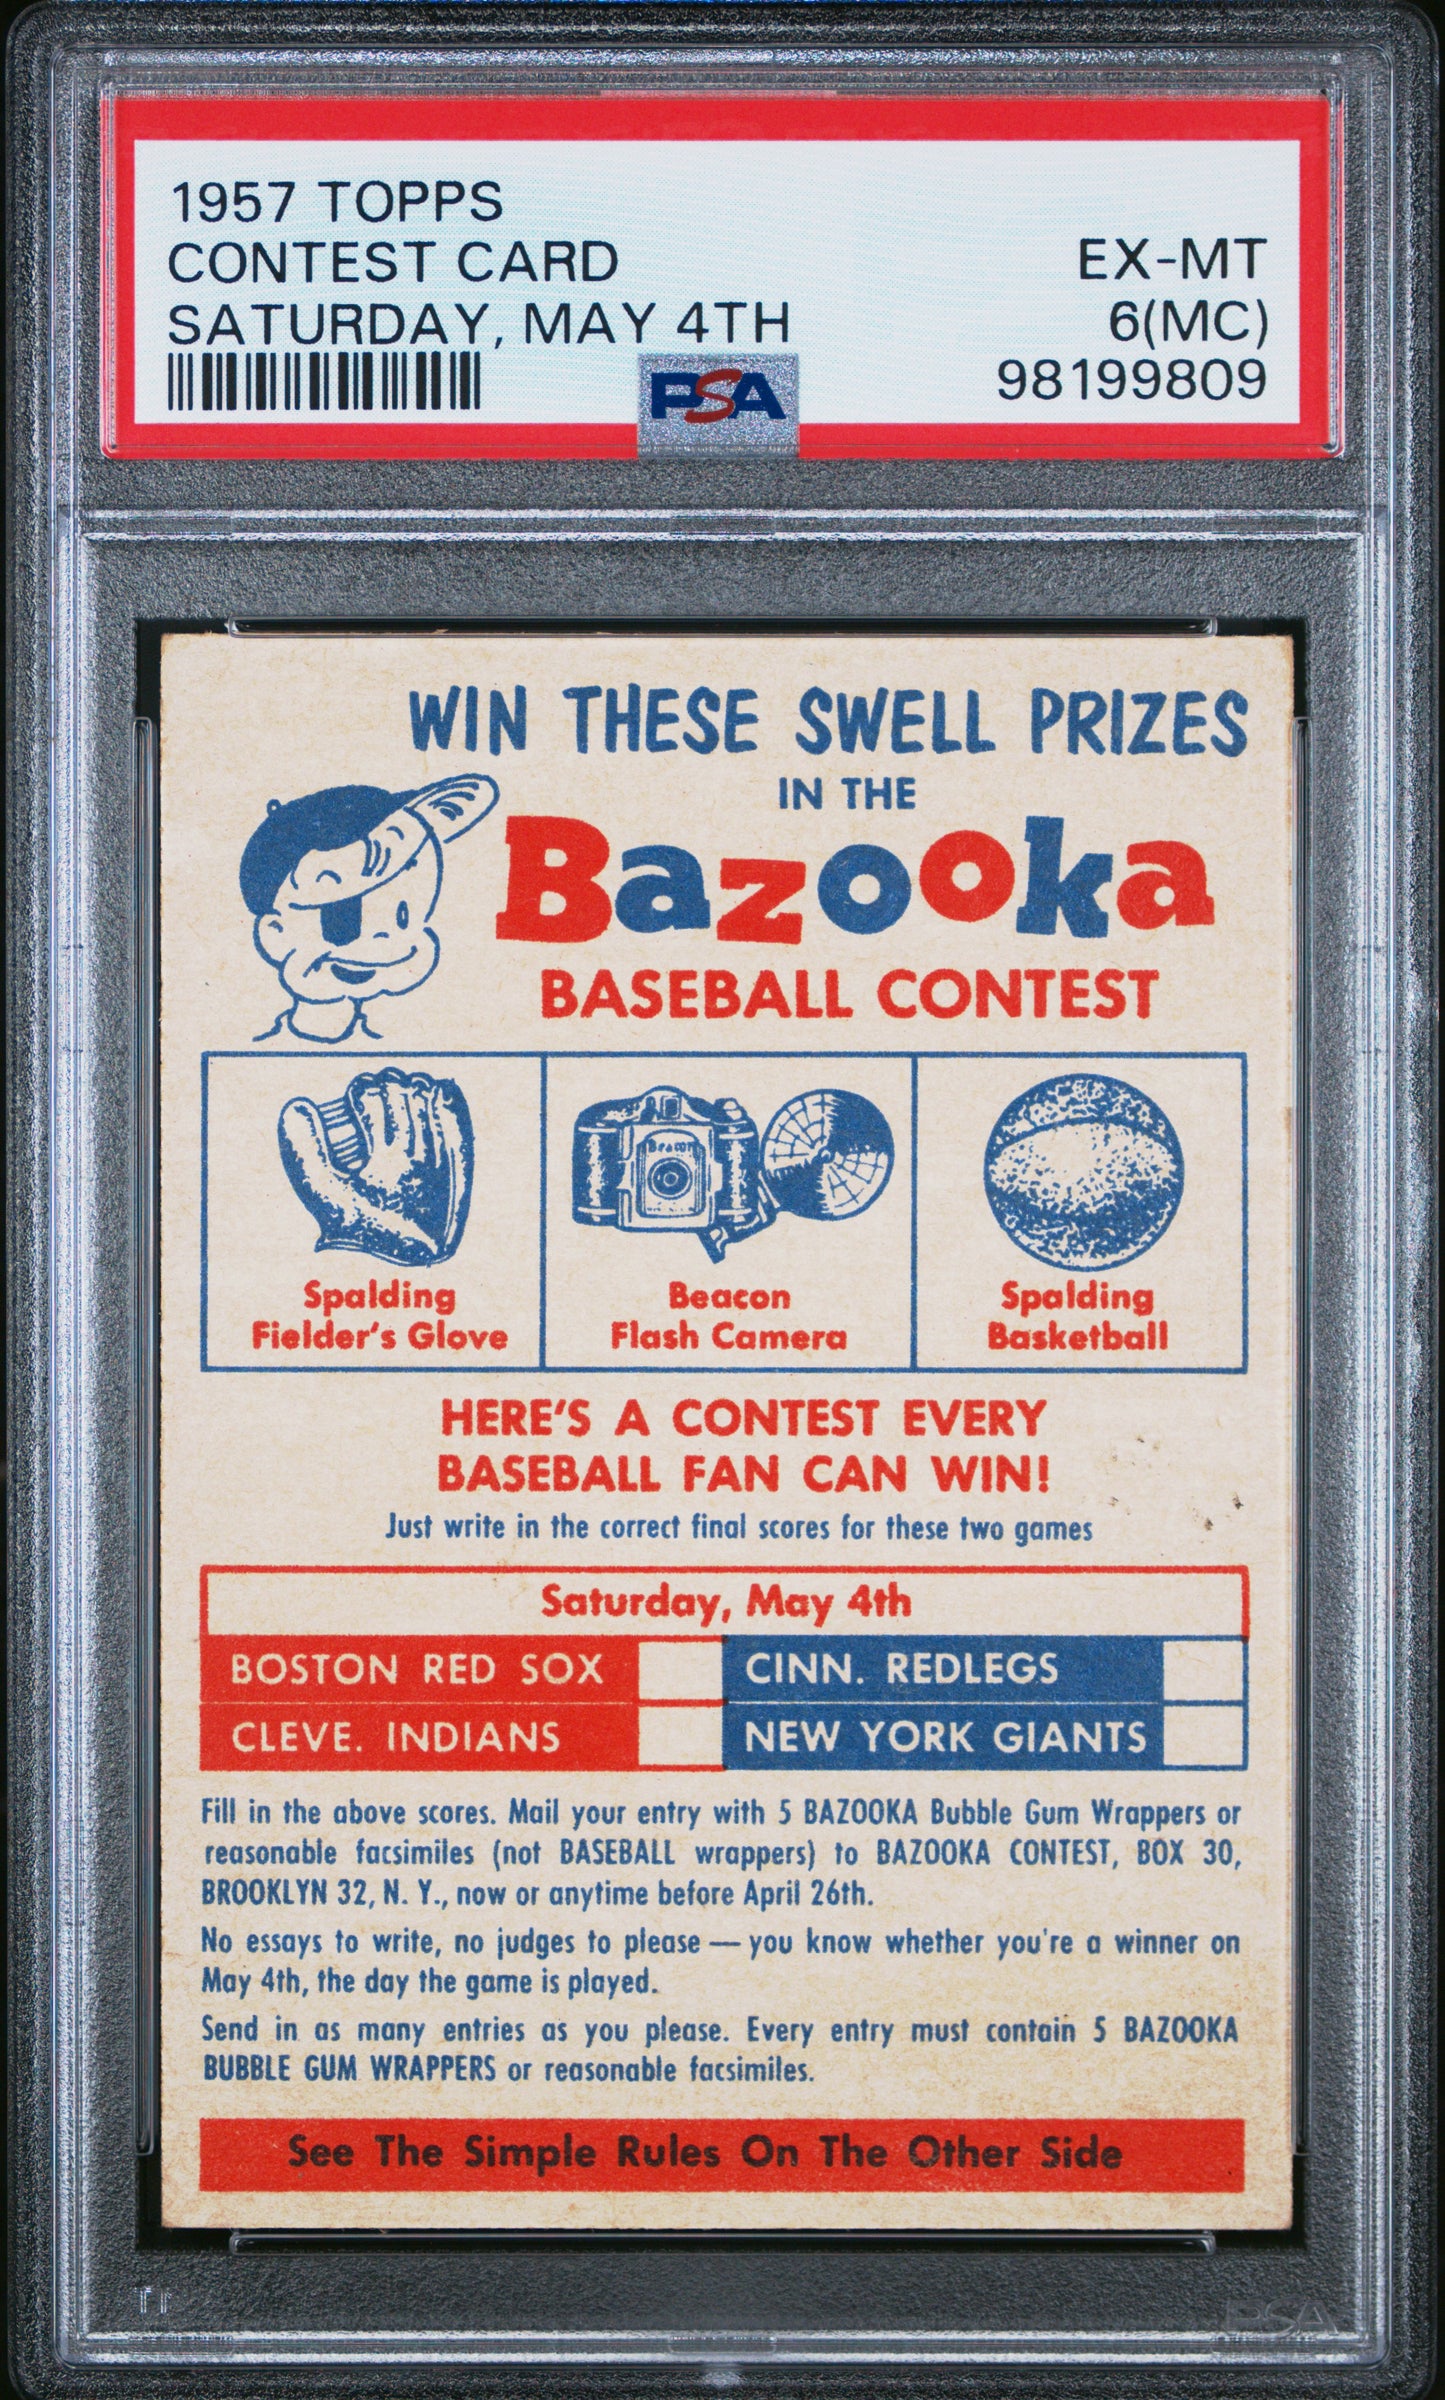 1957 TOPPS
CONTEST CARD
SATURDAY, MAY 4TH
EX-MT
6(MC)
98199809
PSA
WIN THESE SWELL PRIZES
IN THE
Bazooka
BASEBALL CONTEST
BEACON
Spalding
Fielder's Glove
Beacon
Flash Camera
Spalding
Basketball
HERE'S A CONTEST EVERY
BASEBALL FAN CAN WIN!
Just write in the correct final scores for these two games
Saturday, May 4th
BOSTON RED SOX
CINN. REDLEGS
CLEVE. INDIANS
NEW YORK GIANTS
Fill in the above scores. Mail your entry with 5 BAZOOKA Bubble Gum Wrappers or
reasonable facsimiles (not BASEBALL wrappers) to BAZOOKA CONTEST, BOX 30,
BROOKLYN 32, N. Y., now or anytime before April 26th.
No essays to write, no judges to please — you know whether you're a winner on
May 4th, the day the game is played.
Send in as many entries as you please. Every entry must contain 5 BAZOOKA
BUBBLE GUM WRAPPERS or reasonable facsimiles.
See The Simple Rules On The Other Side
PSA